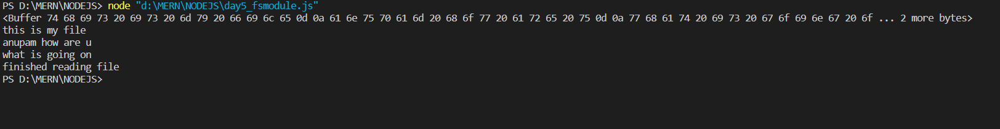 PS D:\MERN\NODEJS> node "d:\MERN\NODEJS\day5_fsmodule.js"
<Buffer 74 68 69 73 20 69 73 20 6d 79 20 66 69 6c 65 0d 0a 61 6e 75 70 61 6d 20 68 6f 77 20 61 72 65 20 75 0d 0a 77 68 61 74 20 69 73 20 67 6f 69 6e 67 20 6f ... 2 more bytes>
this is my file
anupam how are u
what is going on
finished reading file
PS D:\MERN\NODEJS>